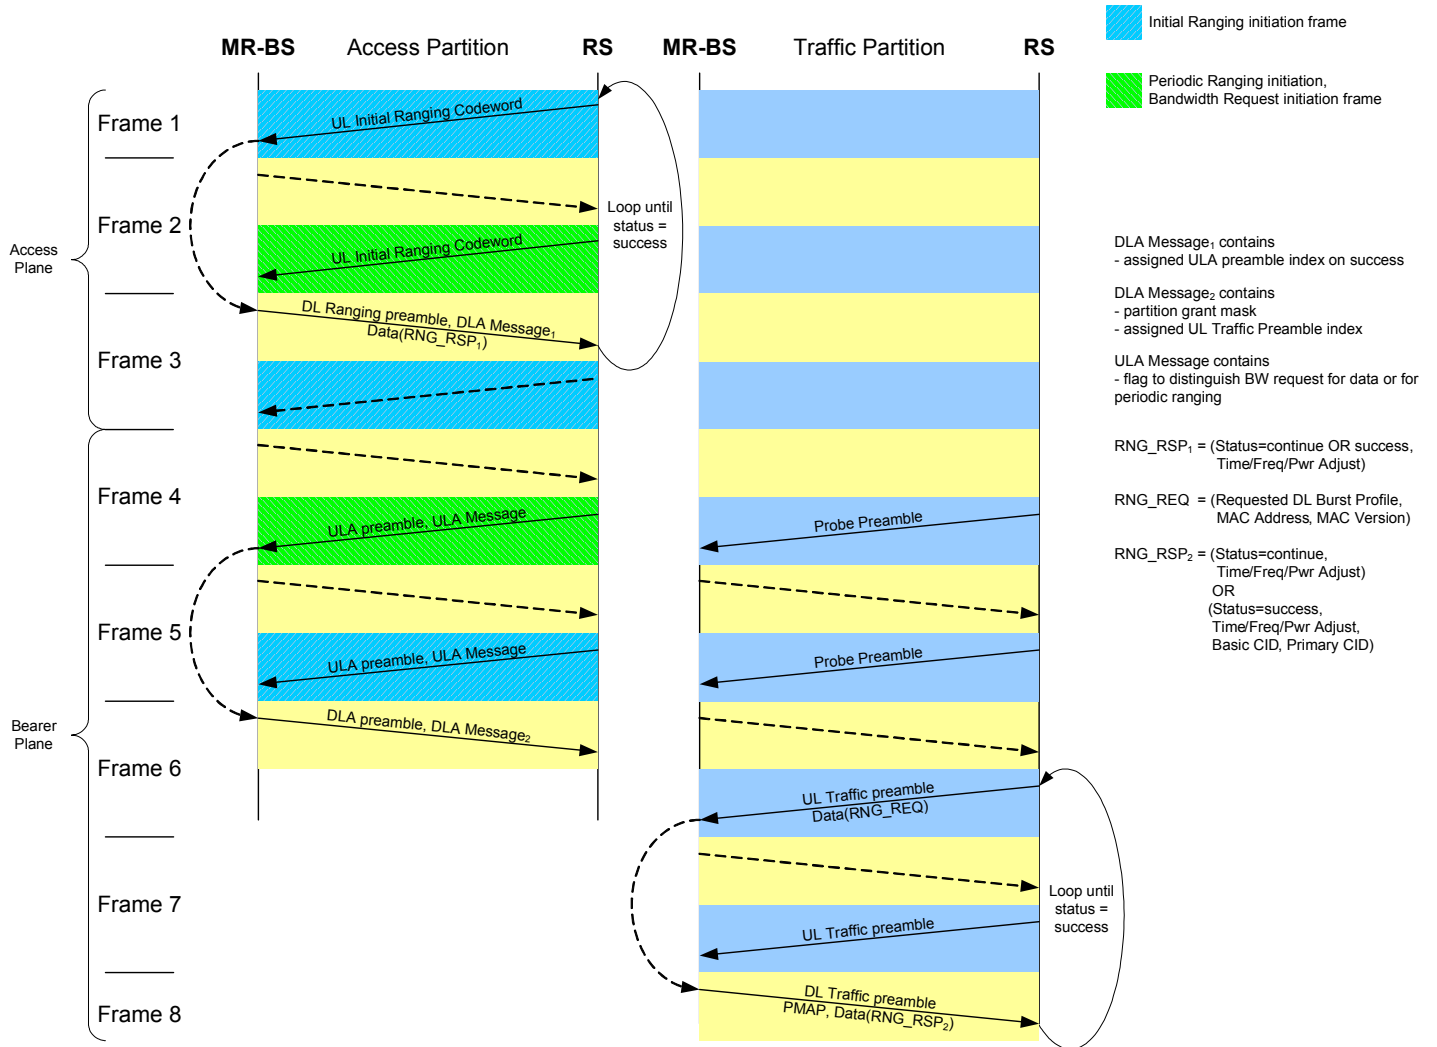 MR-BS Access Partition RS
MR-BS Traffic Partition RS
Initial Ranging initiation frame
Periodic Ranging initiation,
Bandwidth Request initiation frame
Access
Plane
Bearer
Plane
Frame 1
Frame 2
Frame 3
Frame 4
Frame 5
Frame 6
Frame 7
Frame 8
UL Initial Ranging Codeword
UL Initial Ranging Codeword
DL Ranging preamble, DLA Message₁
Data(RNG_RSP₁)
Loop until
status =
success
ULA preamble, ULA Message
ULA preamble, ULA Message
DLA preamble, DLA Message₂
Probe Preamble
Probe Preamble
UL Traffic preamble
Data(RNG_REQ)
UL Traffic preamble
DL Traffic preamble
PMAP, Data(RNG_RSP₂)
Loop until
status =
success
DLA Message₁ contains
- assigned ULA preamble index on success
DLA Message₂ contains
- partition grant mask
- assigned UL Traffic Preamble index
ULA Message contains
- flag to distinguish BW request for data or for
periodic ranging
RNG_RSP₁ = (Status=continue OR success,
Time/Freq/Pwr Adjust)
RNG_REQ = (Requested DL Burst Profile,
MAC Address, MAC Version)
RNG_RSP₂ = (Status=continue,
Time/Freq/Pwr Adjust)
OR
(Status=success,
Time/Freq/Pwr Adjust,
Basic CID, Primary CID)